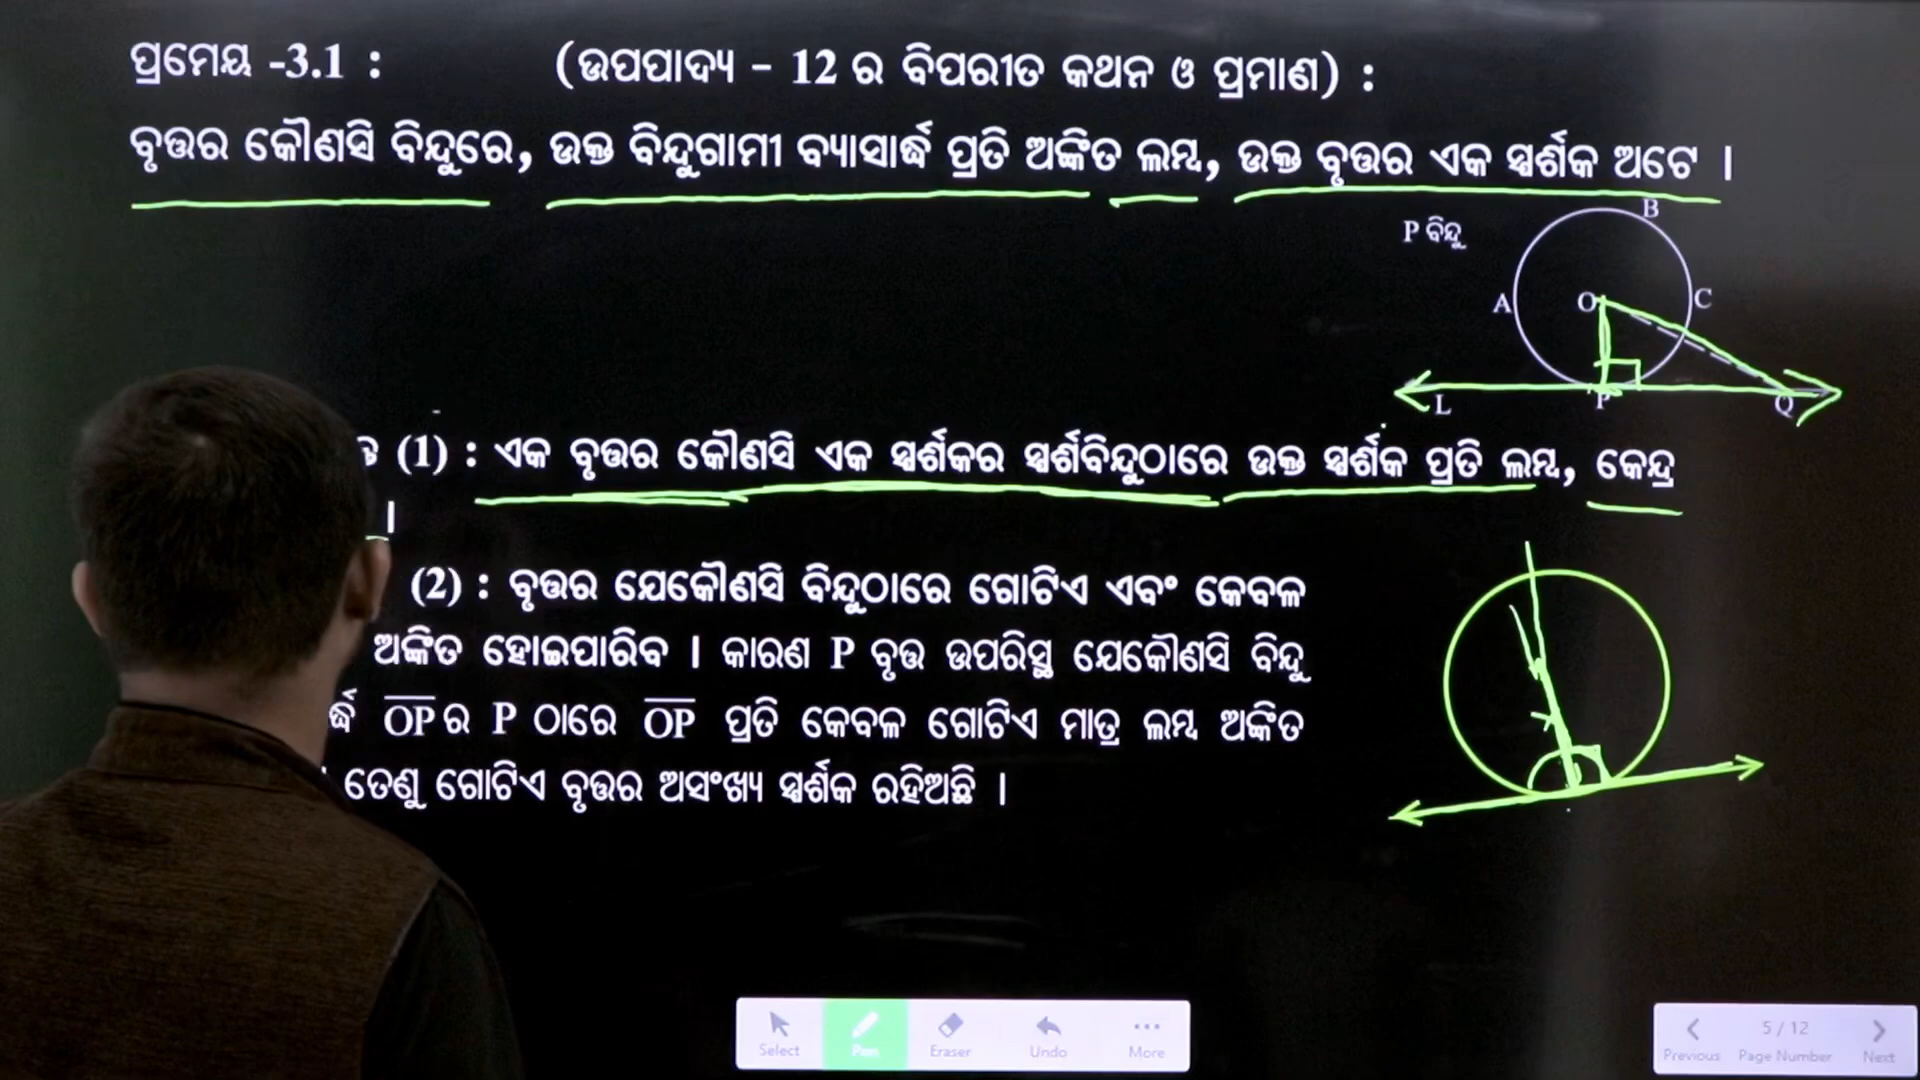 ପ୍ରମେୟ -3.1 : (ଉପପାଦ୍ୟ - 12 ର ବିପରୀତ କଥନ ଓ ପ୍ରମାଣ) :
ବୃତ୍ତର କୌଣସି ବିନ୍ଦୁରେ, ଉକ୍ତ ବିନ୍ଦୁଗାମୀ ବ୍ୟାସାର୍ଦ୍ଧ ପ୍ରତି ଅଙ୍କିତ ଲମ୍ବ, ଉକ୍ତ ବୃତ୍ତର ଏକ ସ୍ପର୍ଶକ ଅଟେ ।
B
P ବିନ୍ଦୁ
A O C
L P Q
(1) : ଏକ ବୃତ୍ତର କୌଣସି ଏକ ସ୍ପର୍ଶକର ସ୍ପର୍ଶବିନ୍ଦୁଠାରେ ଉକ୍ତ ସ୍ପର୍ଶକ ପ୍ରତି ଲମ୍ବ, କେନ୍ଦ୍ର
।
(2) : ବୃତ୍ତର ଯେକୌଣସି ବିନ୍ଦୁଠାରେ ଗୋଟିଏ ଏବଂ କେବଳ
ଅଙ୍କିତ ହୋଇପାରିବ । କାରଣ P ବୃତ୍ତ ଉପରିସ୍ଥ ଯେକୌଣସି ବିନ୍ଦୁ
OP ର P ଠାରେ OP ପ୍ରତି କେବଳ ଗୋଟିଏ ମାତ୍ର ଲମ୍ବ ଅଙ୍କିତ
ତେଣୁ ଗୋଟିଏ ବୃତ୍ତର ଅସଂଖ୍ୟ ସ୍ପର୍ଶକ ରହିଅଛି ।
Select Pen Eraser Undo More
5 / 12
Previous Page Number Next